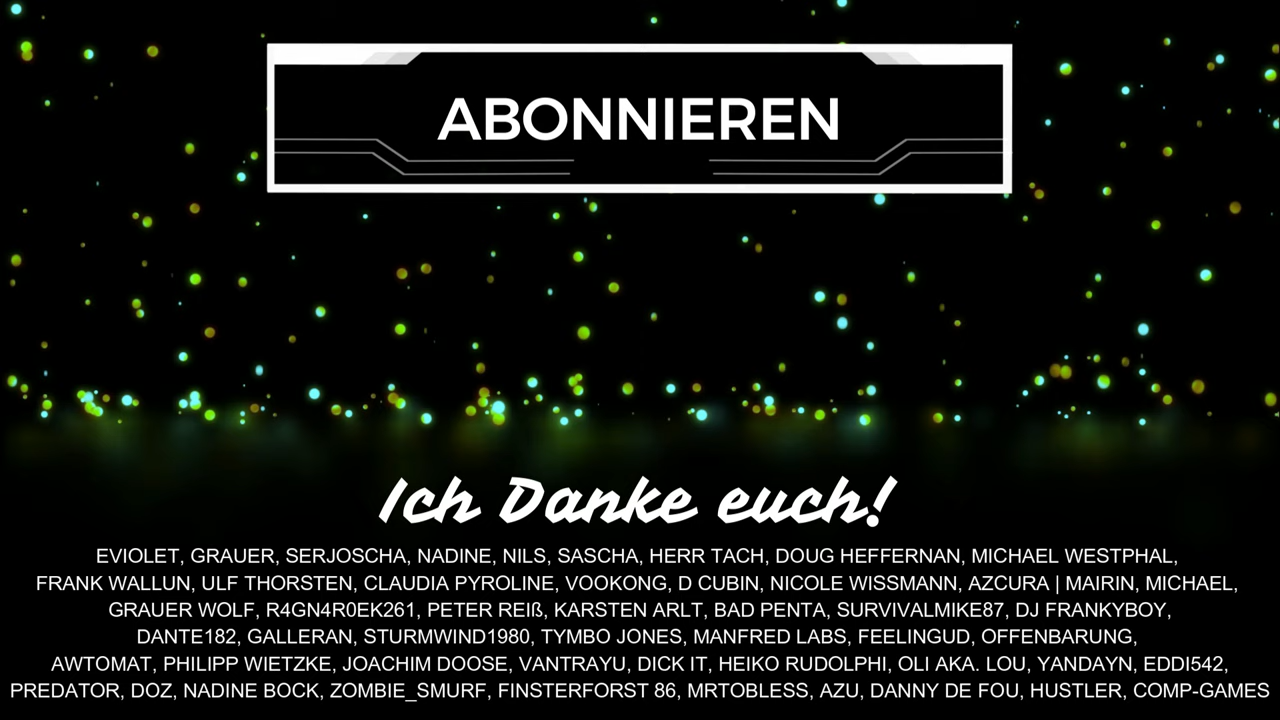 ABONNIEREN
Ich Danke euch!
EVIOLET, GRAUER, SERJOSCHA, NADINE, NILS, SASCHA, HERR TACH, DOUG HEFFERNAN, MICHAEL WESTPHAL,
FRANK WALLUN, ULF THORSTEN, CLAUDIA PYROLINE, VOOKONG, D CUBIN, NICOLE WISSMANN, AZCURA | MAIRIN, MICHAEL,
GRAUER WOLF, R4GN4R0EK261, PETER REIß, KARSTEN ARLT, BAD PENTA, SURVIVALMIKE87, DJ FRANKYBOY,
DANTE182, GALLERAN, STURMWIND1980, TYMBO JONES, MANFRED LABS, FEELINGUD, OFFENBARUNG,
AWTOMAT, PHILIPP WIETZKE, JOACHIM DOOSE, VANTRAYU, DICK IT, HEIKO RUDOLPHI, OLI AKA. LOU, YANDAYN, EDDI542,
PREDATOR, DOZ, NADINE BOCK, ZOMBIE_SMURF, FINSTERFORST 86, MRTOBLESS, AZU, DANNY DE FOU, HUSTLER, COMP-GAMES